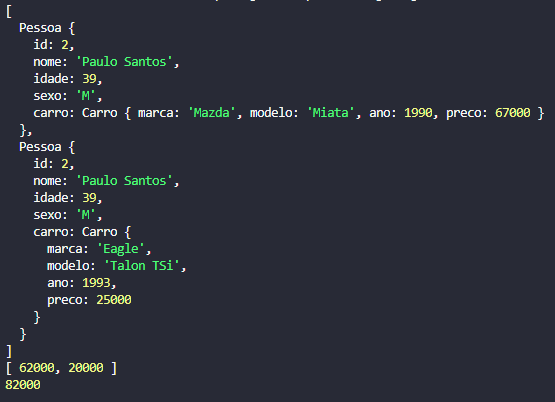 [
  Pessoa {
    id: 2,
    nome: 'Paulo Santos',
    idade: 39,
    sexo: 'M',
    carro: Carro { marca: 'Mazda', modelo: 'Miata', ano: 1990, preco: 67000 }
  },
  Pessoa {
    id: 2,
    nome: 'Paulo Santos',
    idade: 39,
    sexo: 'M',
    carro: Carro {
      marca: 'Eagle',
      modelo: 'Talon TSi',
      ano: 1993,
      preco: 25000
    }
  }
]
[ 62000, 20000 ]
82000